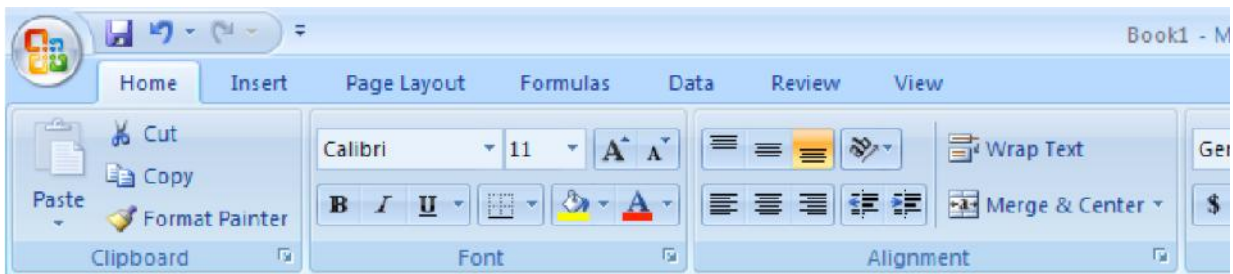 Book1 - M
Home Insert Page Layout Formulas Data Review View
Cut
Calibri 11 A A Wrap Text Ger
Copy
Paste
Format Painter B I U A Merge & Center $
Clipboard Font Alignment